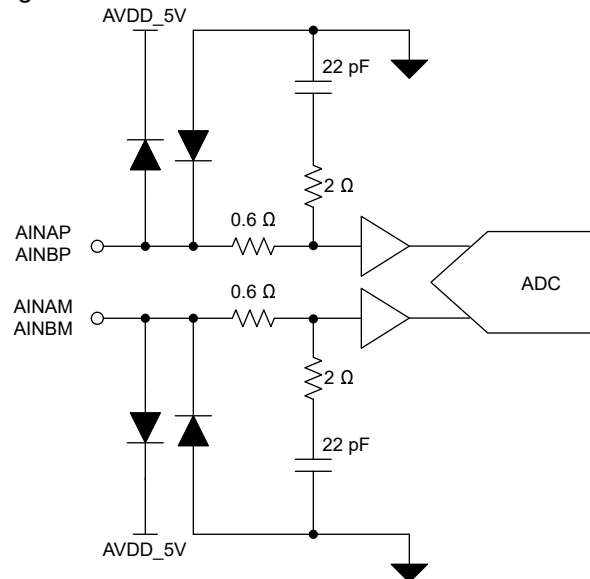 AVDD_5V
22 pF
2 Ω
0.6 Ω
AINAP
AINBP
ADC
0.6 Ω
AINAM
AINBM
2 Ω
22 pF
AVDD_5V